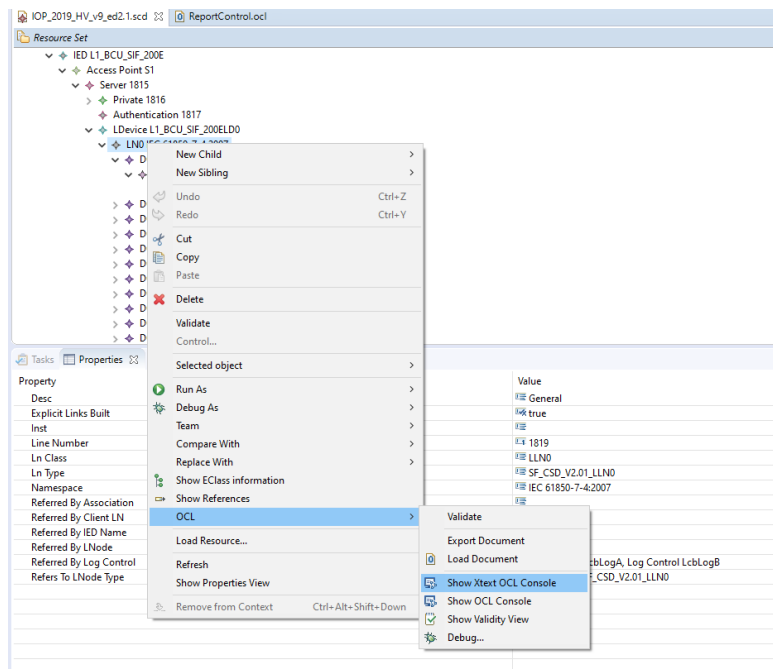 IOP_2019_HV_v9_ed2.1.scd ReportControl.ocl
Resource Set
IED L1_BCU_SIF_200E
Access Point S1
Server 1815
Private 1816
Authentication 1817
LDevice L1_BCU_SIF_200ELD0
LN0 IEC 61850-7-4:2007
D
D
D
D
D
D
D
D
D
D
D
New Child
New Sibling
Undo Ctrl+Z
Redo Ctrl+Y
Cut
Copy
Paste
Delete
Validate
Control...
Selected object
Run As
Debug As
Team
Compare With
Replace With
Show EClass information
Show References
OCL
Load Resource...
Refresh
Show Properties View
Remove from Context Ctrl+Alt+Shift+Down
Validate
Export Document
Load Document
Show Xtext OCL Console
Show OCL Console
Show Validity View
Debug...
Tasks Properties
Property Value
Desc General
Explicit Links Built true
Inst
Line Number 1819
Ln Class LLN0
Ln Type SF_CSD_V2.01_LLN0
Namespace IEC 61850-7-4:2007
Referred By Association
Referred By Client LN
Referred By IED Name
Referred By LNode
Referred By Log Control cbLogA, Log Control LcbLogB
Refers To LNode Type F_CSD_V2.01_LLN0